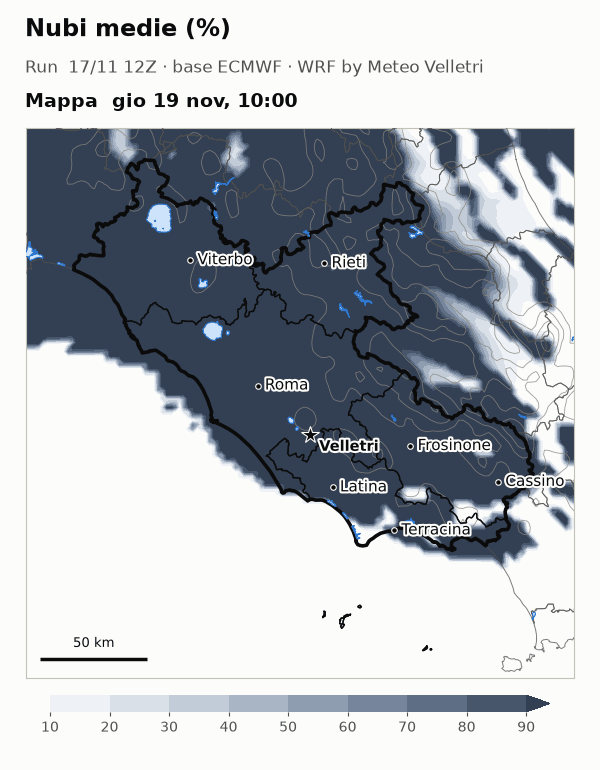 Nubi medie (%)
Run 17/11 12Z · base ECMWF · WRF by Meteo Velletri
Mappa gio 19 nov, 10:00
Viterbo
Rieti
Roma
Velletri
Frosinone
Latina
Cassino
Terracina
50 km
10 20 30 40 50 60 70 80 90